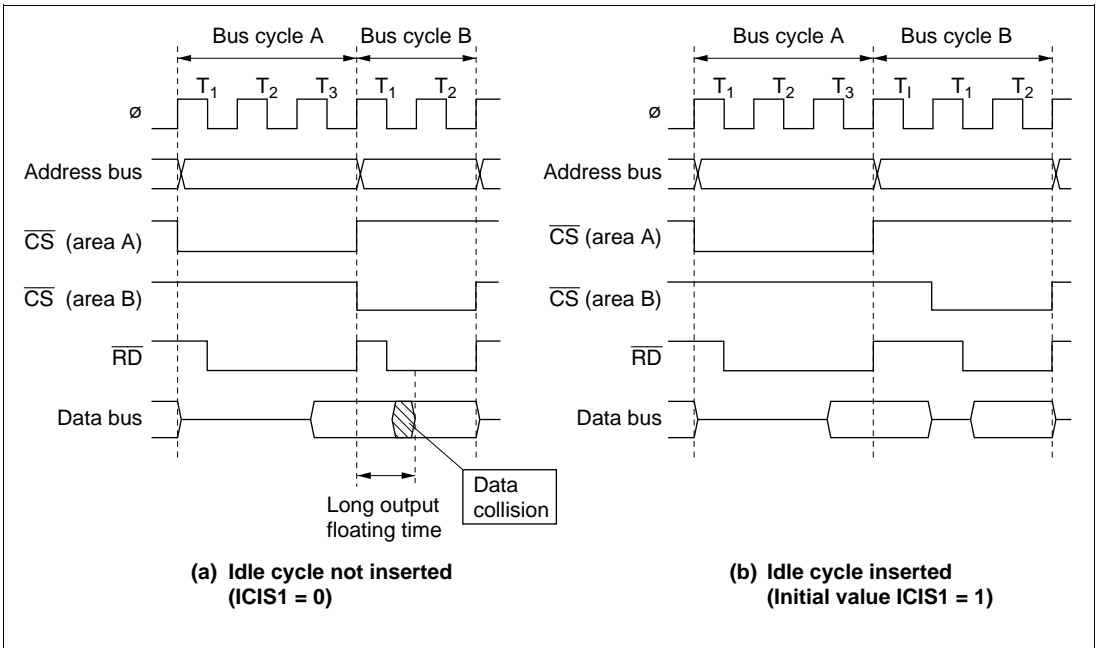 Bus cycle A
Bus cycle B
T1 T2 T3 T1 T2
ø
Address bus
CS (area A)
CS (area B)
RD
Data bus
Long output
floating time
Data
collision
(a) Idle cycle not inserted
(ICIS1 = 0)
Bus cycle A
Bus cycle B
T1 T2 T3 TI T1 T2
ø
Address bus
CS (area A)
CS (area B)
RD
Data bus
(b) Idle cycle inserted
(Initial value ICIS1 = 1)